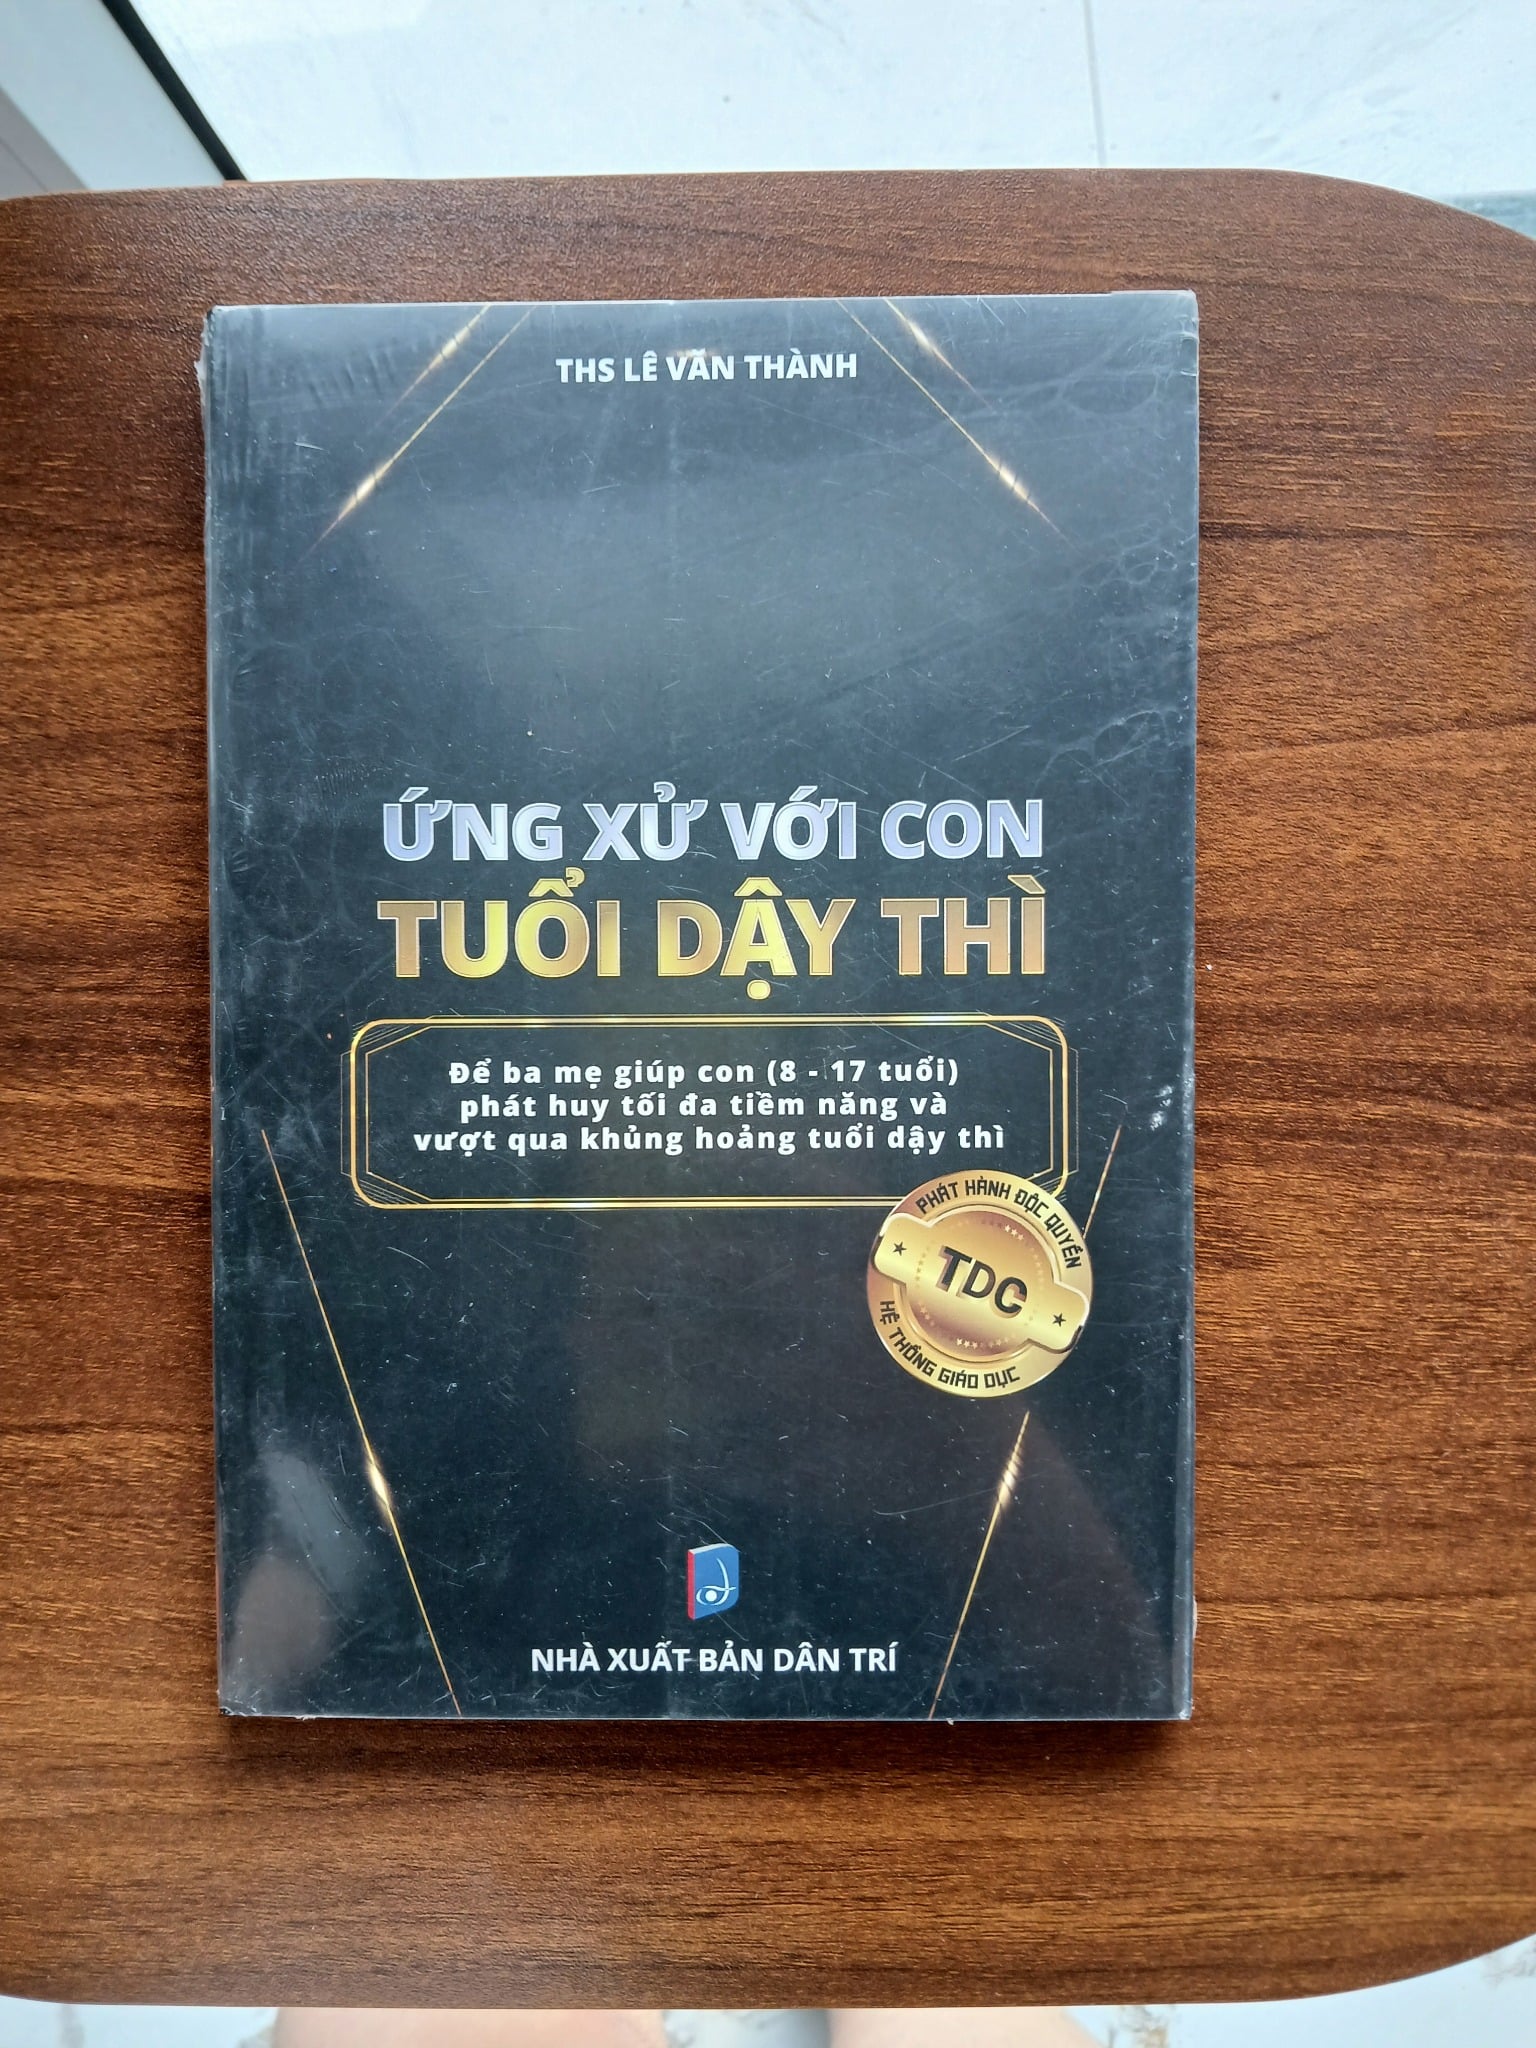 THS LÊ VĂN THÀNH
ỨNG XỬ VỚI CON
TUỔI DẬY THÌ
Để ba mẹ giúp con (8 - 17 tuổi)
phát huy tối đa tiềm năng và
vượt qua khủng hoảng tuổi dậy thì
PHÁT HÀNH ĐỘC QUYỀN
TDC
HỆ THỐNG GIÁO DỤC
NHÀ XUẤT BẢN DÂN TRÍ